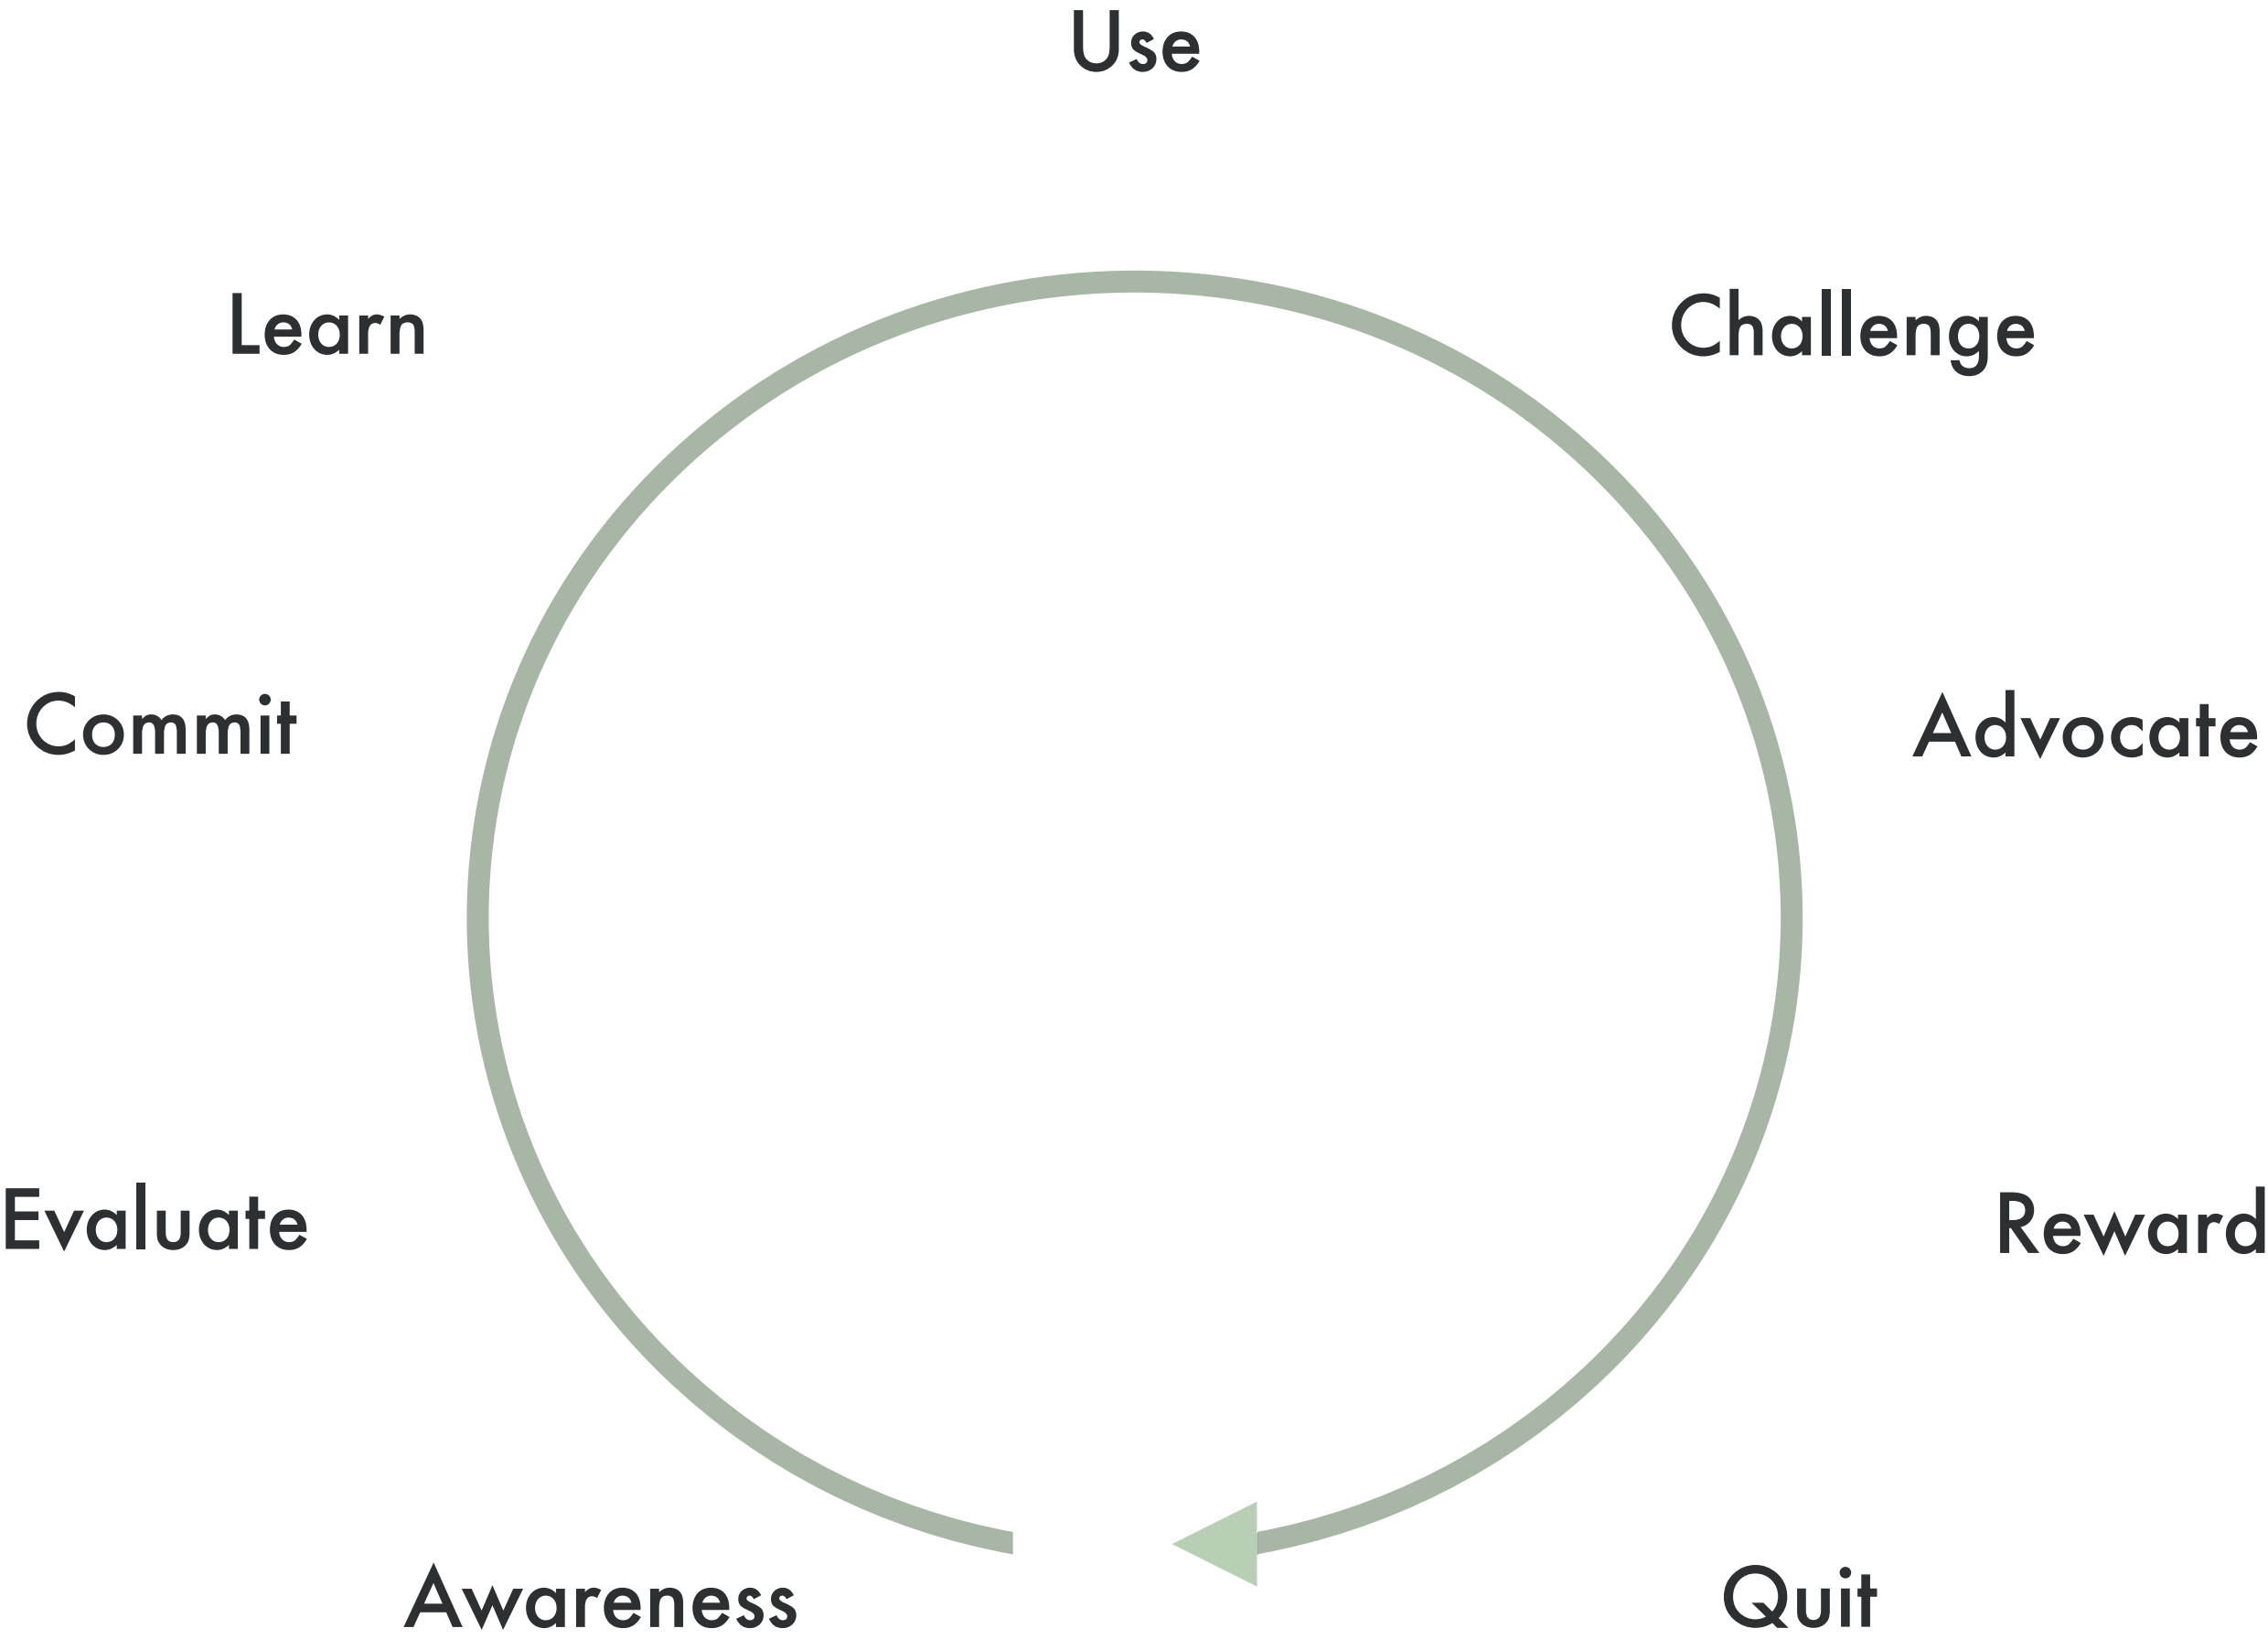 Use
Learn
Challenge
Commit
Advocate
Evaluate
Reward
Awareness
Quit